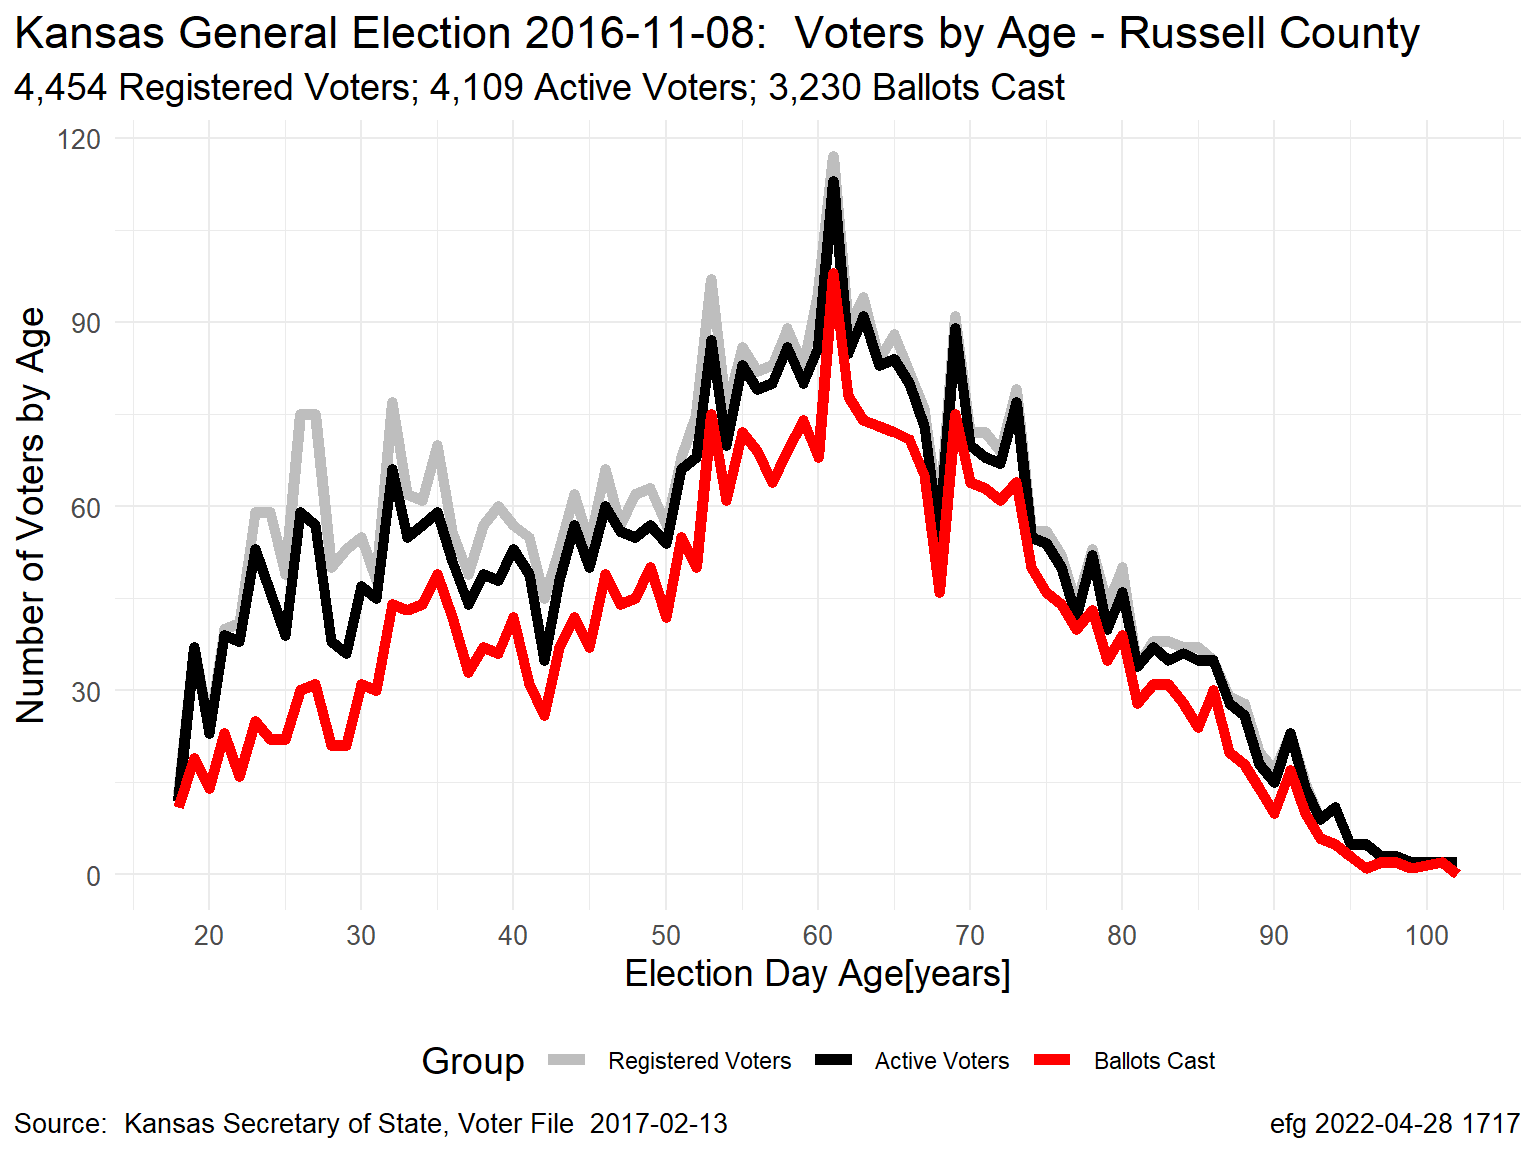 Kansas General Election 2016-11-08:  Voters by Age - Russell County
4,454 Registered Voters; 4,109 Active Voters; 3,230 Ballots Cast
Number of Voters by Age
120
90
60
30
0
20 30 40 50 60 70 80 90 100
Election Day Age[years]
Group Registered Voters Active Voters Ballots Cast
Source:  Kansas Secretary of State, Voter File  2017-02-13 efg 2022-04-28 1717